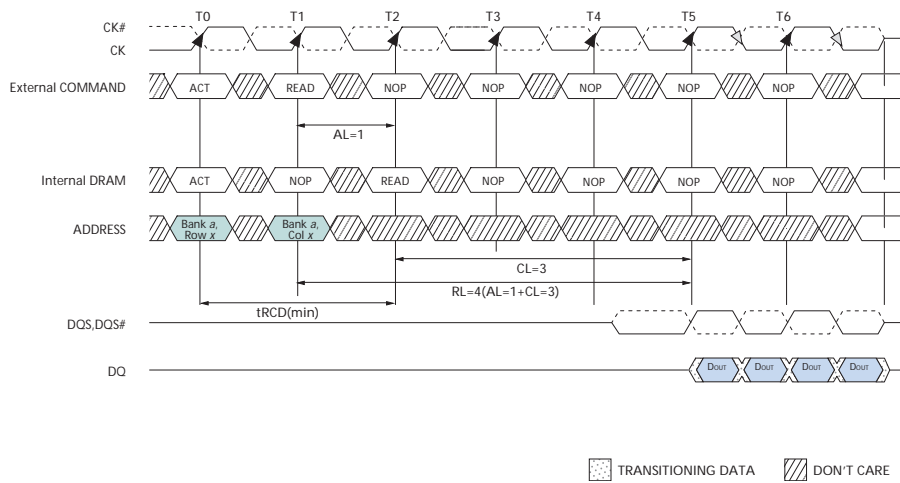 T0 T1 T2 T3 T4 T5 T6
CK#
CK
External COMMAND ACT READ NOP NOP NOP NOP NOP
AL=1
Internal DRAM ACT NOP READ NOP NOP NOP NOP
ADDRESS Bank a, Row x Bank a, Col x
CL=3
RL=4(AL=1+CL=3)
tRCD(min)
DQS,DQS#
DQ DOUT DOUT DOUT DOUT
TRANSITIONING DATA DON'T CARE